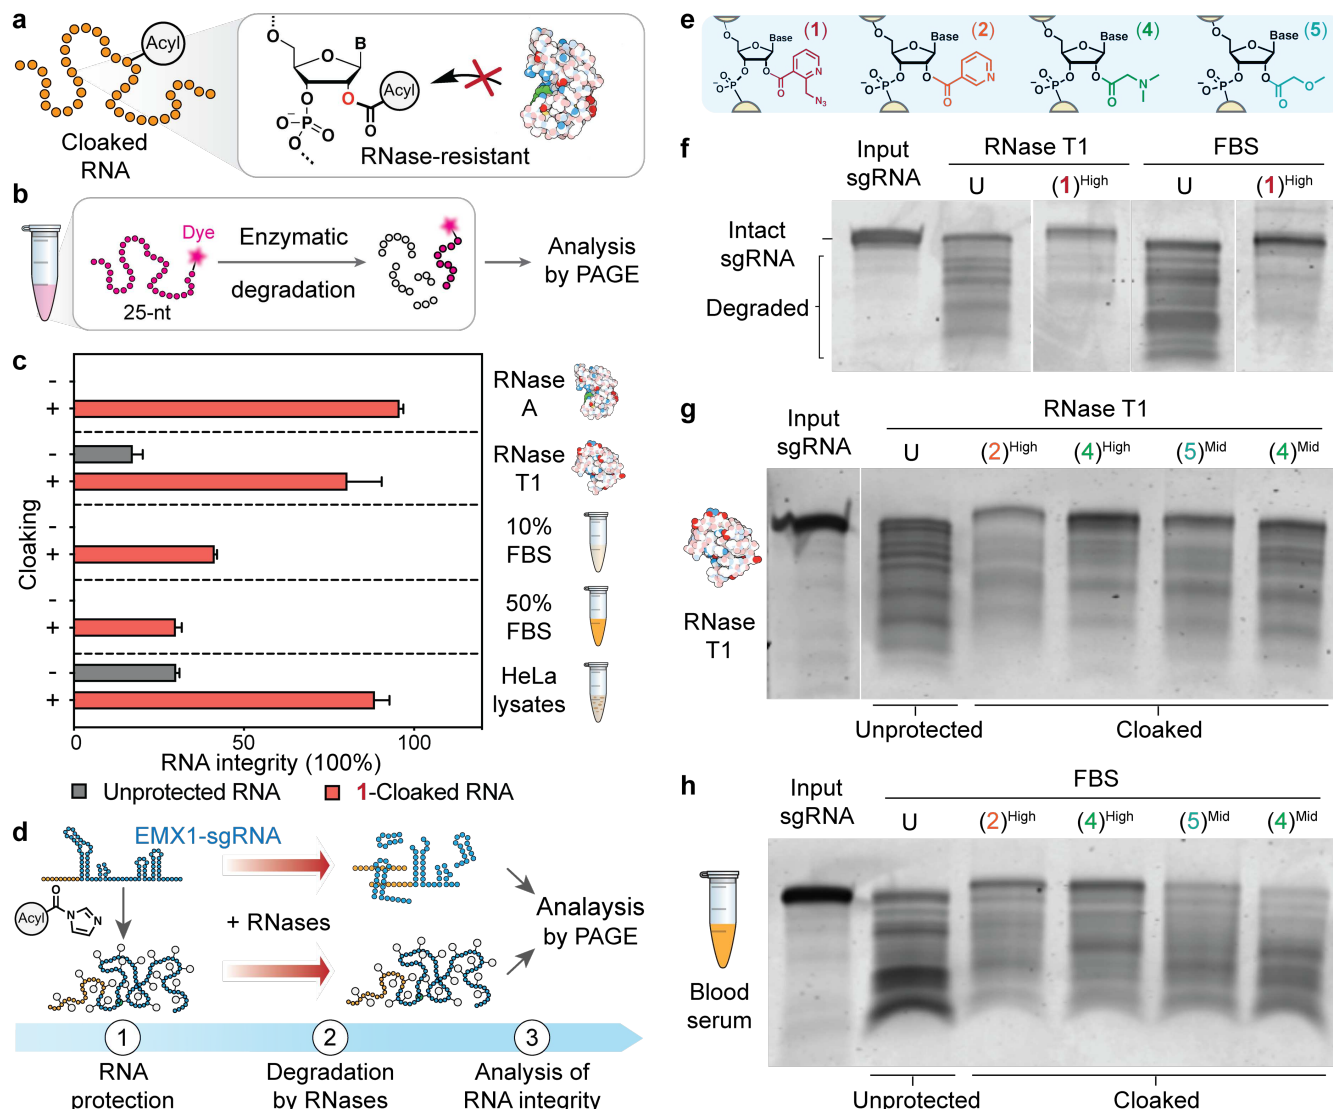 a
Acyl
Cloaked
RNA
O
O
B
O
O
P
O⁻
O
O
O
Acyl
RNase-resistant
b
Dye
25-nt
Enzymatic
degradation
Analysis
by PAGE
c
Cloaking
-
+
RNase
A
-
+
RNase
T1
-
+
10%
FBS
-
+
50%
FBS
-
+
HeLa
lysates
0
50
100
RNA integrity (100%)
Unprotected RNA
1-Cloaked RNA
d
EMX1-sgRNA
Acyl
O
N
N
+ RNases
Analaysis
by PAGE
1
2
3
RNA
protection
Degradation
by RNases
Analysis of
RNA integrity
e
(1)
(2)
(4)
(5)
O
O
Base
O
O
P
O⁻
O
O
N
N₃
O
O
Base
O
O
P
O⁻
O
O
N
O
O
Base
O
O
P
O⁻
O
O
N
O
O
Base
O
O
P
O⁻
O
O
O
f
Input
sgRNA
RNase T1
FBS
U
(1)High
U
(1)High
Intact
sgRNA
Degraded
g
Input
sgRNA
RNase T1
U
(2)High
(4)High
(5)Mid
(4)Mid
RNase
T1
Unprotected
Cloaked
h
Input
sgRNA
FBS
U
(2)High
(4)High
(5)Mid
(4)Mid
Blood
serum
Unprotected
Cloaked